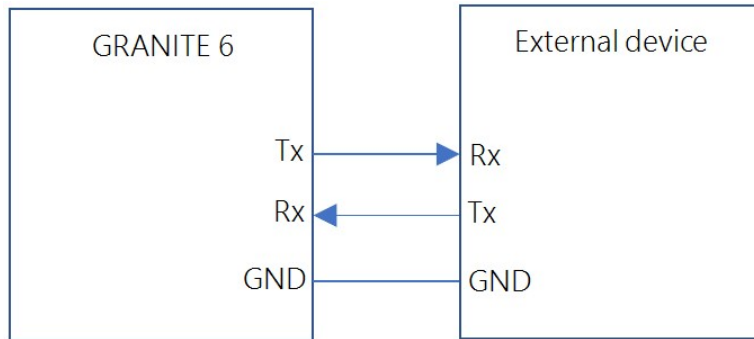 GRANITE 6
External device
Tx
Rx
Rx
Tx
GND
GND